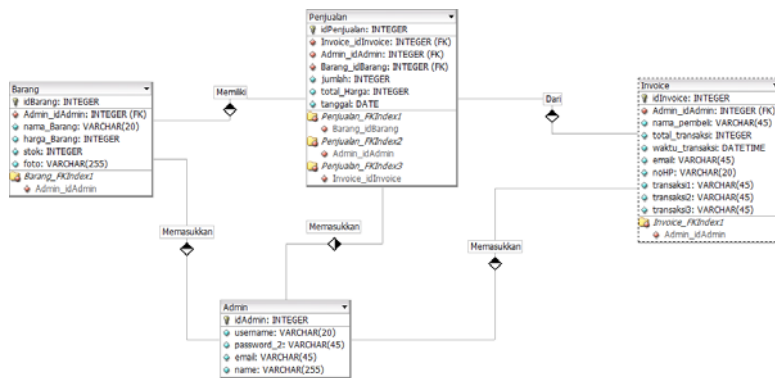 Penjualan
idPenjualan: INTEGER
Invoice_idInvoice: INTEGER (FK)
Admin_idAdmin: INTEGER (FK)
Barang_idBarang: INTEGER (FK)
jumlah: INTEGER
total_Harga: INTEGER
tanggal: DATE
Penjualan_FKIndex1
Barang_idBarang
Penjualan_FKIndex2
Admin_idAdmin
Penjualan_FKIndex3
Invoice_idInvoice
Barang
idBarang: INTEGER
Admin_idAdmin: INTEGER (FK)
nama_Barang: VARCHAR(20)
harga_Barang: INTEGER
stok: INTEGER
foto: VARCHAR(255)
Barang_FKIndex1
Admin_idAdmin
Memiliki
Dari
Invoice
idInvoice: INTEGER
Admin_idAdmin: INTEGER (FK)
nama_pembeli: VARCHAR(45)
total_transaksi: INTEGER
waktu_transaksi: DATETIME
email: VARCHAR(45)
noHP: VARCHAR(20)
transaksi1: VARCHAR(45)
transaksi2: VARCHAR(45)
transaksi3: VARCHAR(45)
Invoice_FKIndex1
Admin_idAdmin
Memasukkan
Memasukkan
Memasukkan
Admin
idAdmin: INTEGER
username: VARCHAR(20)
password_2: VARCHAR(45)
email: VARCHAR(45)
name: VARCHAR(255)